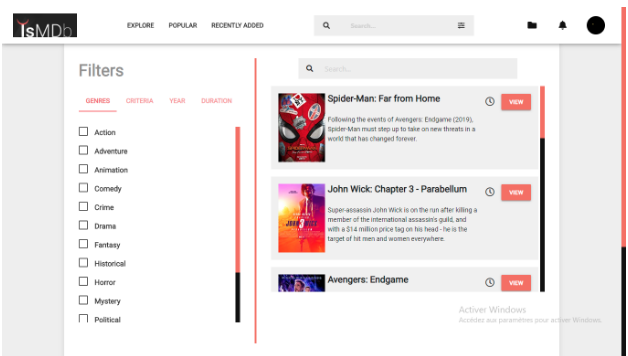 IsMDb
EXPLORE POPULAR RECENTLY ADDED
Search...
Filters
GENRES CRITERIA YEAR DURATION
Action
Adventure
Animation
Comedy
Crime
Drama
Fantasy
Historical
Horror
Mystery
Political
Search...
Spider-Man: Far from Home
VIEW
Following the events of Avengers: Endgame (2019),
Spider-Man must step up to take on new threats in a
world that has changed forever.
John Wick: Chapter 3 - Parabellum
VIEW
Super-assassin John Wick is on the run after killing a
member of the international assassin's guild, and
with a $14 million price tag on his head - he is the
target of hit men and women everywhere.
JOHN WICK
Avengers: Endgame
VIEW
Activer Windows
Accédez aux paramètres pour activer Windows.